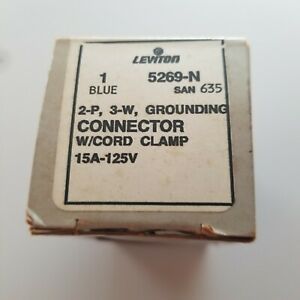 LEVITON
1 5269-N
BLUE SAN 635
2-P, 3-W, GROUNDING
CONNECTOR
W/CORD CLAMP
15A-125V